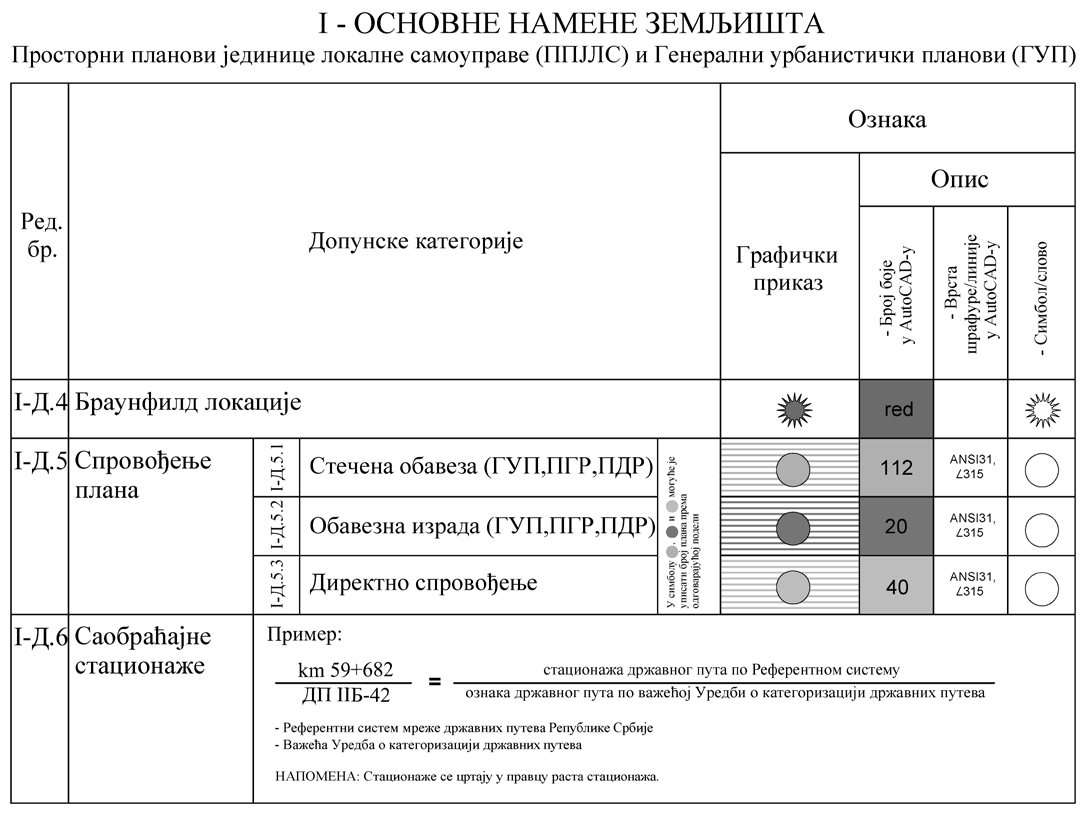 I - ОСНОВНЕ НАМЕНЕ ЗЕМЉИШТА
Просторни планови јединице локалне самоуправе (ППЈЛС) и Генерални урбанистички планови (ГУП)
Ред.
бр.
Допунске категорије
Ознака
Графички
приказ
Опис
- Број боје
у AutoCAD-у
- Врста
шрафуре/линије
у AutoCAD-у
- Симбол/слово
I-Д.4
Браунфилд локације
red
I-Д.5
Спровођење
плана
I-Д.5.1
Стечена обавеза (ГУП,ПГР,ПДР)
112
ANSI31,
∠315
I-Д.5.2
Обавезна израда (ГУП,ПГР,ПДР)
20
ANSI31,
∠315
I-Д.5.3
Директно спровођење
40
ANSI31,
∠315
У симболу , и могуће је
уписати број плана према
одговарајућој подели
I-Д.6
Саобраћајне
стационаже
Пример:
km 59+682
ДП IIБ-42
=
стационажа државног пута по Референтном систему
ознака државног пута по важећој Уредби о категоризацији државних путева
- Референтни систем мреже државних путева Републике Србије
- Важећа Уредба о категоризацији државних путева
НАПОМЕНА: Стационаже се цртају у правцу раста стационажа.